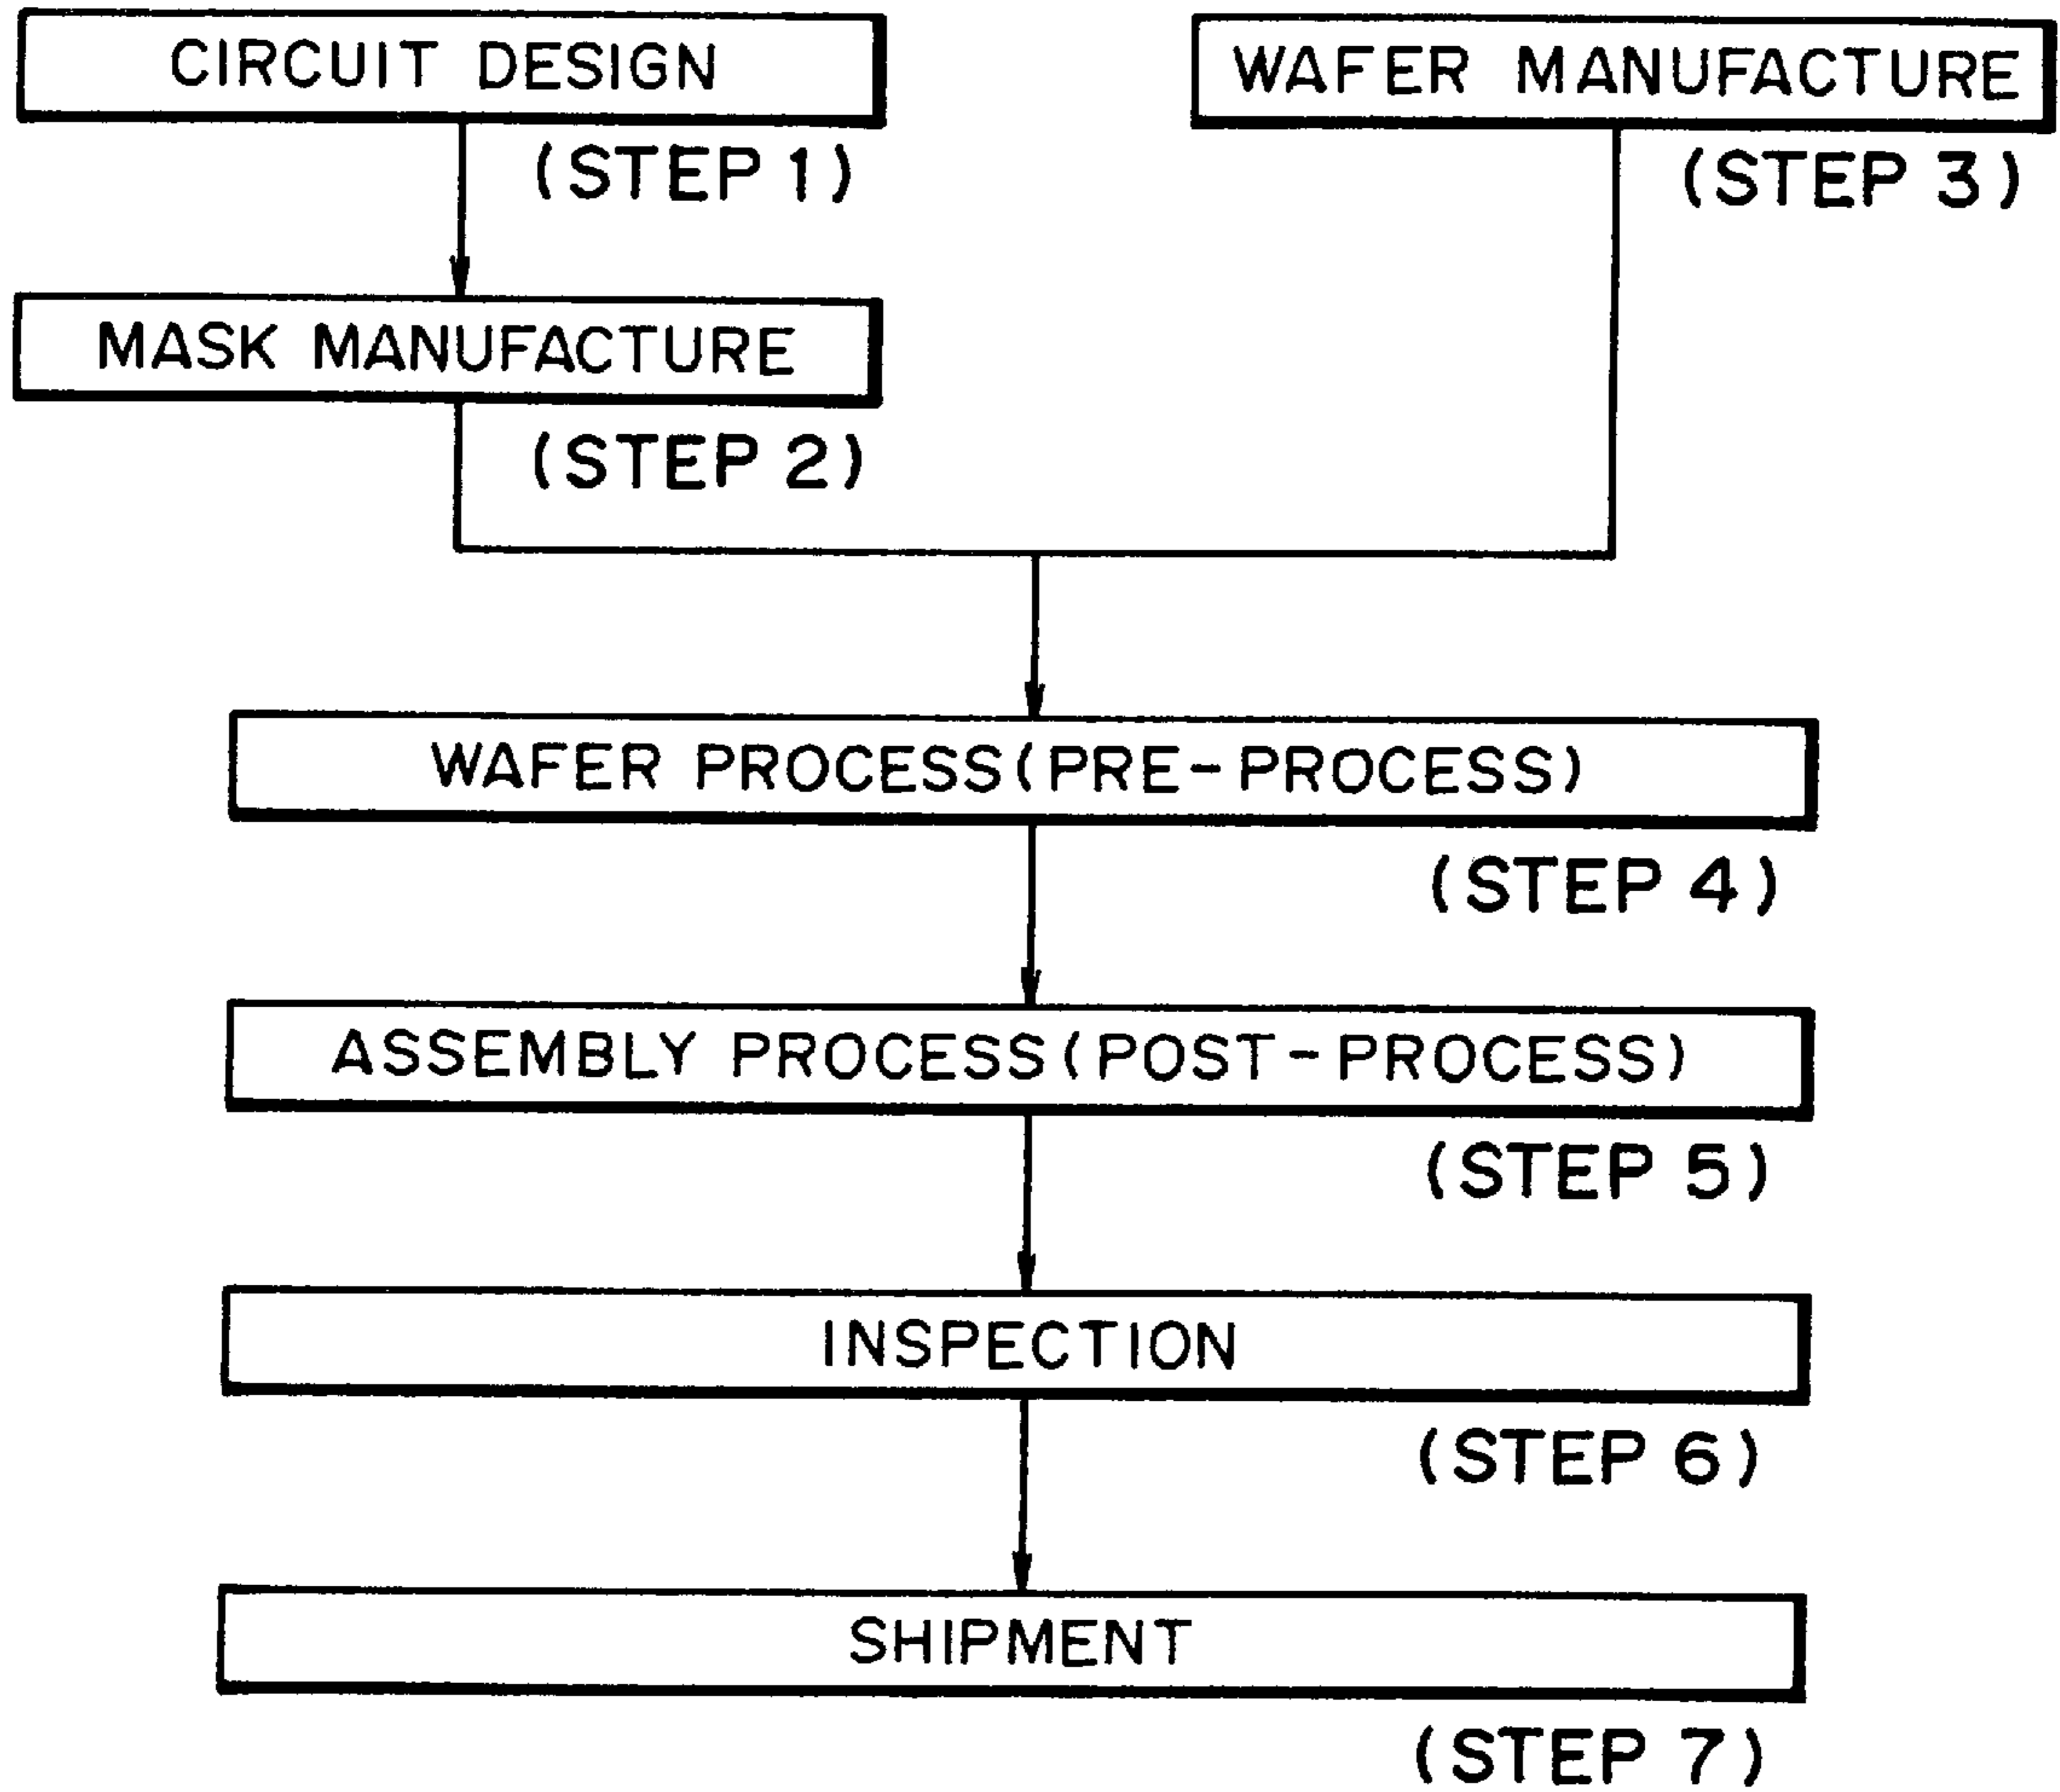 CIRCUIT DESIGN
(STEP 1)
WAFER MANUFACTURE
(STEP 3)
MASK MANUFACTURE
(STEP 2)
WAFER PROCESS(PRE-PROCESS)
(STEP 4)
ASSEMBLY PROCESS(POST-PROCESS)
(STEP 5)
INSPECTION
(STEP 6)
SHIPMENT
(STEP 7)